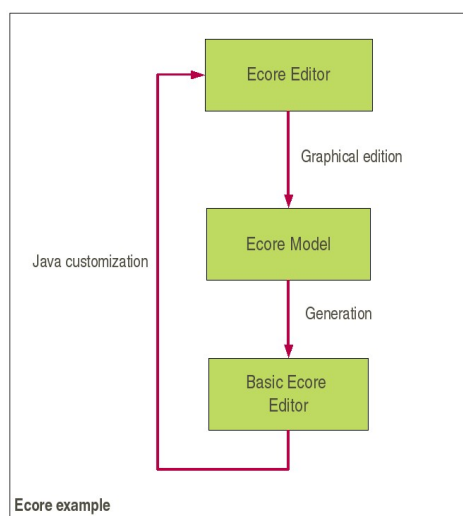 Ecore Editor
Graphical edition
Ecore Model
Java customization
Generation
Basic Ecore
Editor
Ecore example